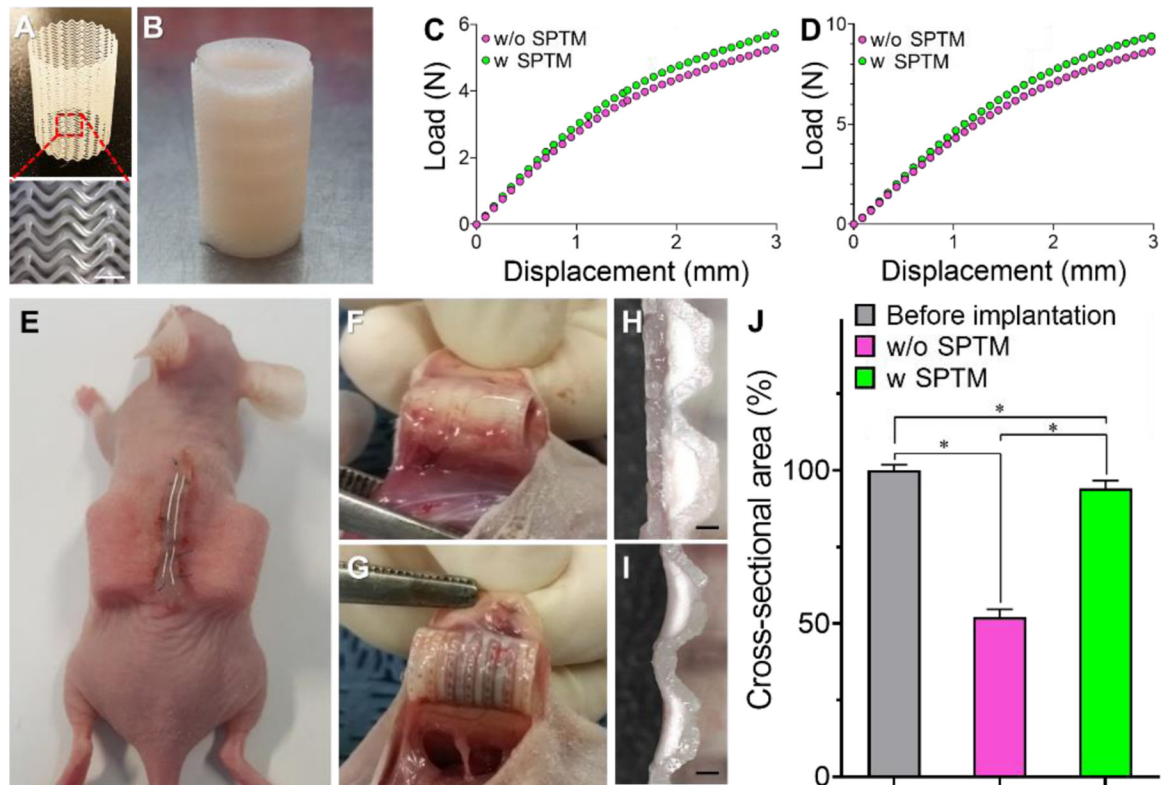 A
B
C
w/o SPTM
w SPTM
Load (N)
6
4
2
0
0
1
2
3
Displacement (mm)
D
w/o SPTM
w SPTM
Load (N)
10
5
0
0
1
2
3
Displacement (mm)
E
F
G
H
I
J
Before implantation
w/o SPTM
w SPTM
Cross-sectional area (%)
100
50
0
*
*
*